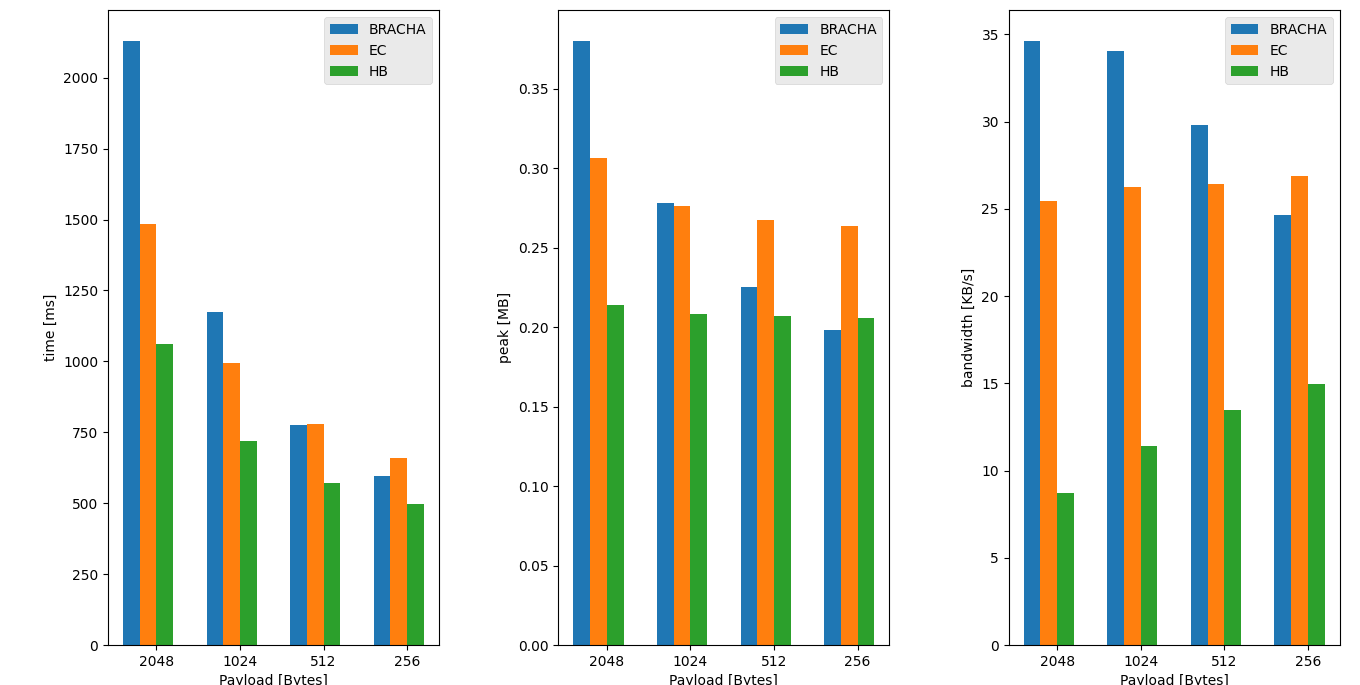 BRACHA
EC
HB
2000
1750
1500
1250
1000
750
500
250
0
time [ms]
2048 1024 512 256
Payload [Bytes]
BRACHA
EC
HB
0.35
0.30
0.25
0.20
0.15
0.10
0.05
0.00
peak [MB]
2048 1024 512 256
Payload [Bytes]
BRACHA
EC
HB
35
30
25
20
15
10
5
0
bandwidth [KB/s]
2048 1024 512 256
Payload [Bytes]